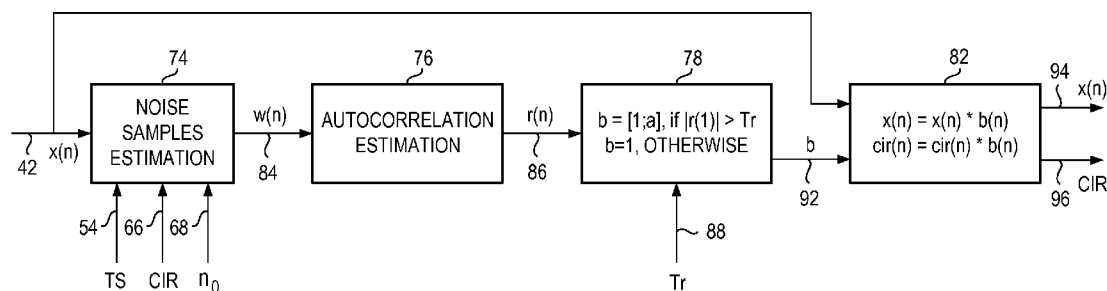 74
76
78
82
94
x(n)
NOISE
SAMPLES
ESTIMATION
w(n)
AUTOCORRELATION
ESTIMATION
r(n)
b = [1;a], if |r(1)| > Tr
b=1, OTHERWISE
b
x(n) = x(n) * b(n)
cir(n) = cir(n) * b(n)
42
x(n)
84
86
92
96
CIR
54
66
68
88
TS
CIR
n₀
Tr